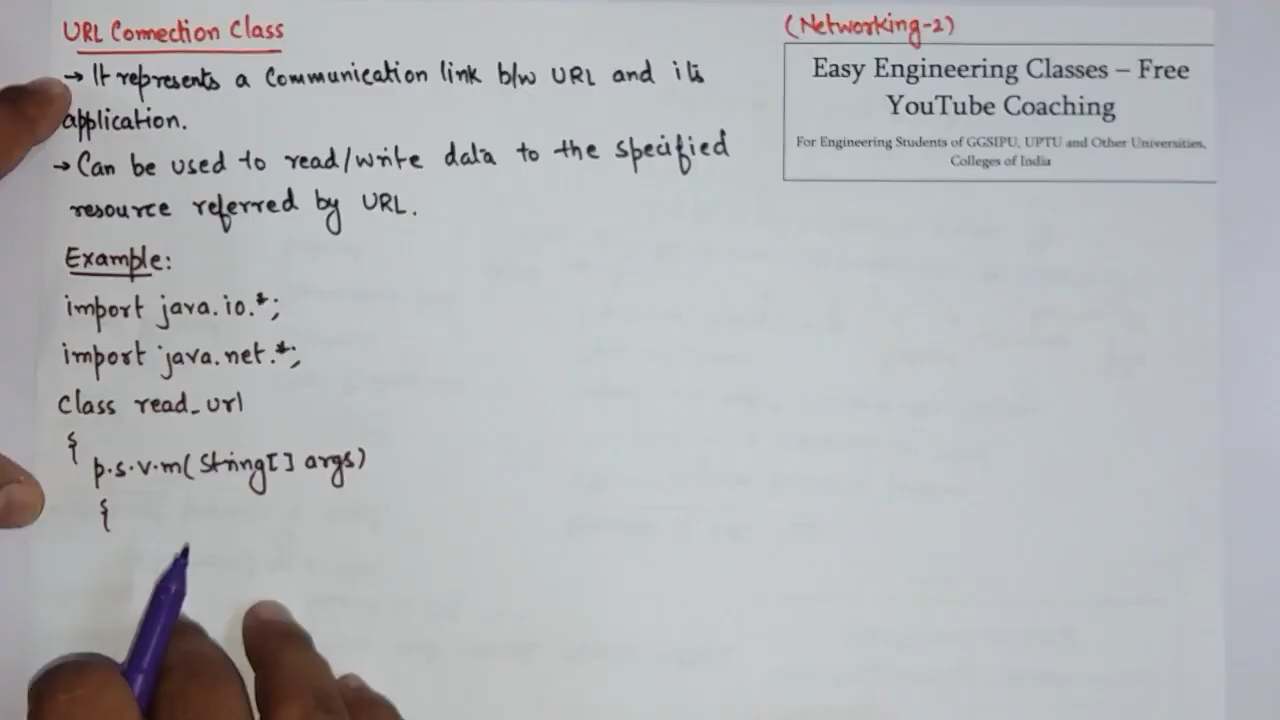 URL Connection Class
(Networking-2)
Easy Engineering Classes – Free
YouTube Coaching
For Engineering Students of GGSIPU, UPTU and Other Universities,
Colleges of India
→ It represents a Communication link b/w URL and its
application.
→ Can be used to read/write data to the specified
resource referred by URL.
Example:
import java.io.*;
import java.net.*;
Class read_url
{
p.s.v.m(String[] args)
{